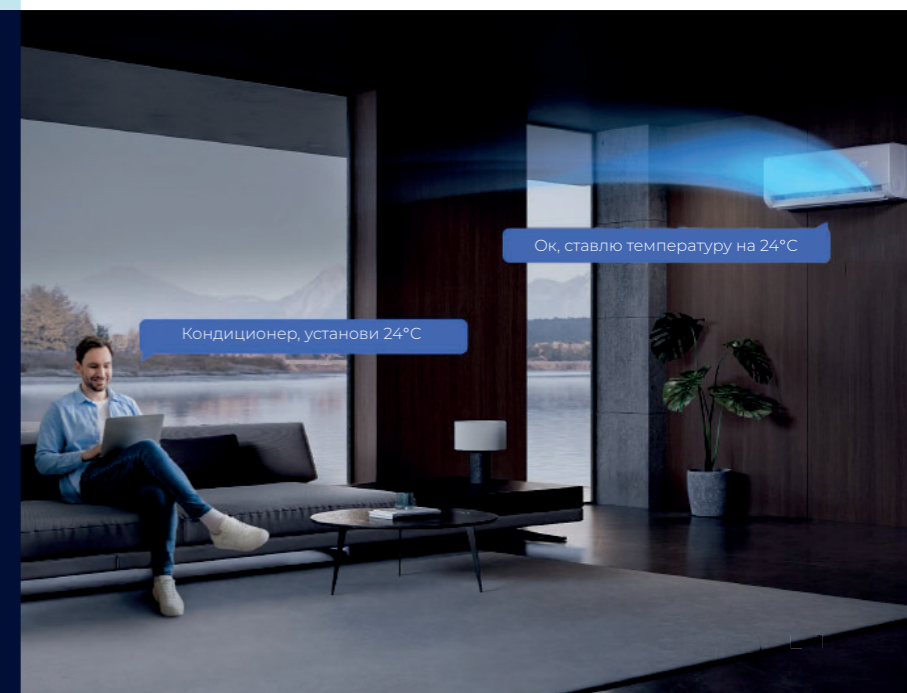 Ок, ставлю температуру на 24°C
Кондиционер, установи 24°C